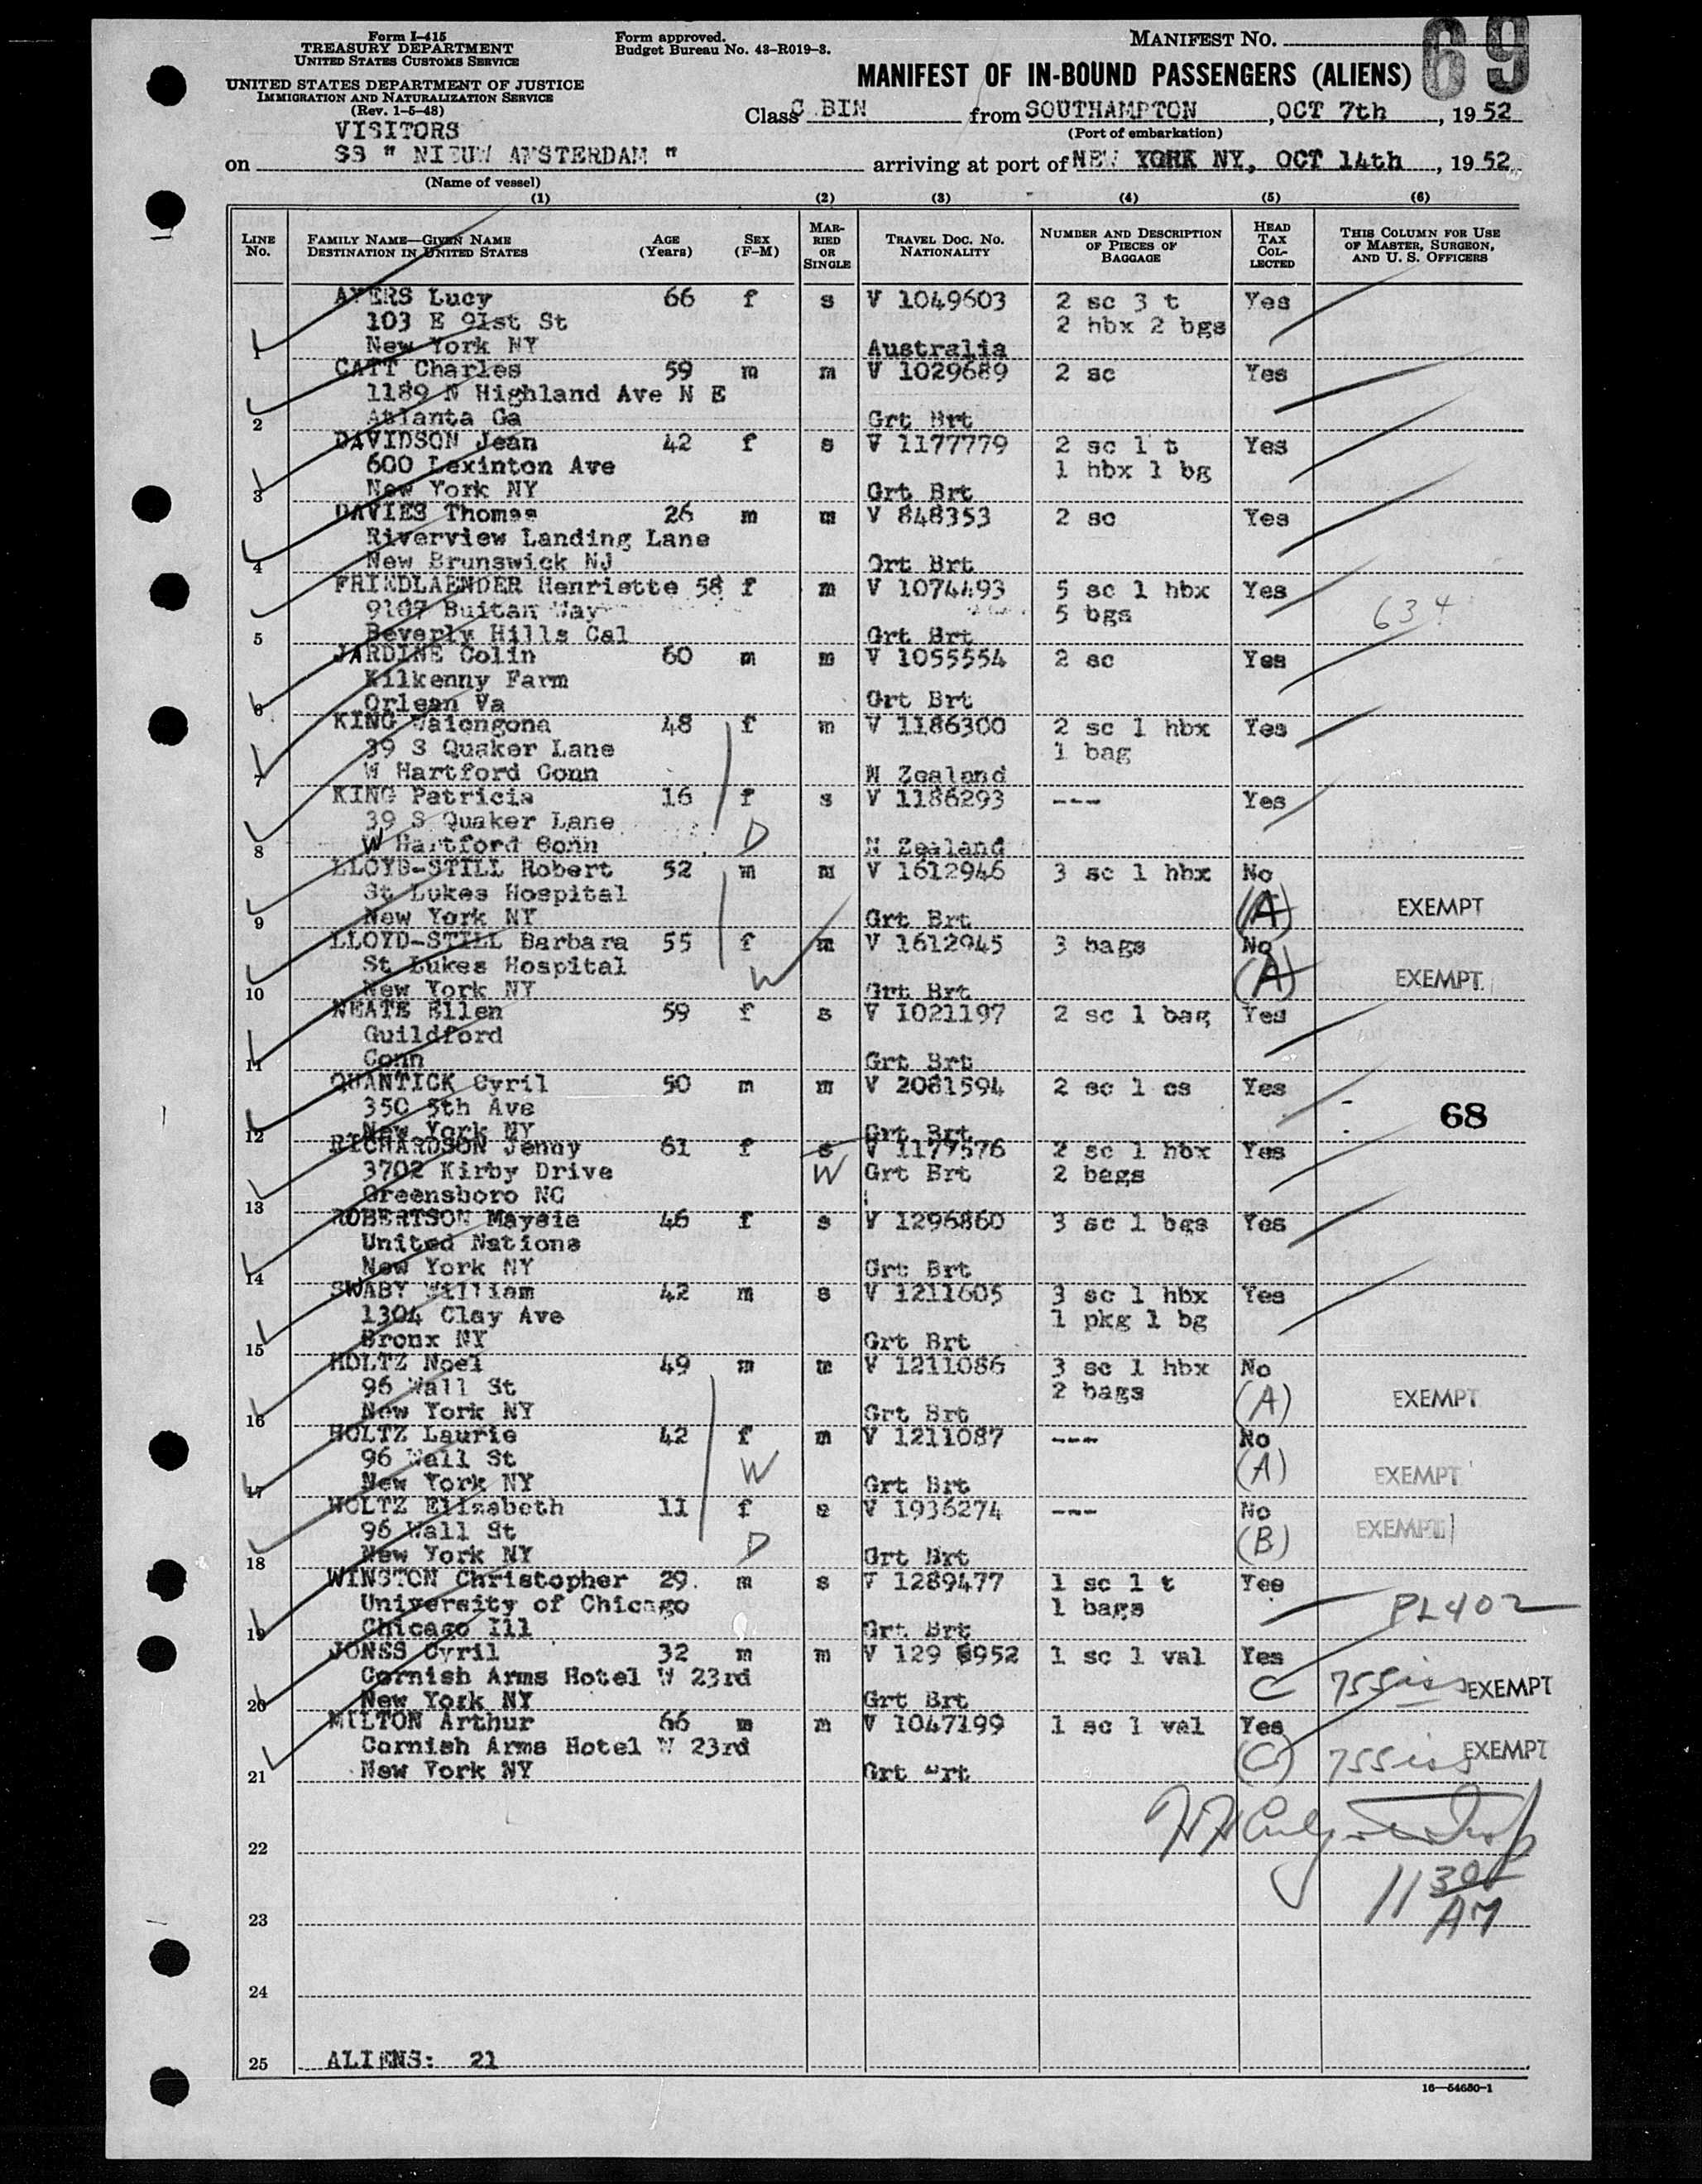 Form I-415
TREASURY DEPARTMENT
UNITED STATES CUSTOMS SERVICE
UNITED STATES DEPARTMENT OF JUSTICE
IMMIGRATION AND NATURALIZATION SERVICE
(Rev. 1-5-48)
Form approved.
Budget Bureau No. 43-R019-3.
MANIFEST NO. 69
MANIFEST OF IN-BOUND PASSENGERS (ALIENS)
Class C BIN from SOUTHAMPTON, OCT 7th, 1952
(Port of embarkation)
VISITORS
on SS " NIEUW AMSTERDAM " arriving at port of NEW YORK NY, OCT 14th, 1952
(Name of vessel)
(1) (2) (3) (4) (5) (6)
LINE NO. FAMILY NAME—GIVEN NAME DESTINATION IN UNITED STATES AGE (Years) SEX (F-M) MARRIED OR SINGLE TRAVEL DOC. NO. NATIONALITY NUMBER AND DESCRIPTION OF PIECES OF BAGGAGE HEAD TAX COLLECTED THIS COLUMN FOR USE OF MASTER, SURGEON, AND U. S. OFFICERS
AYERS Lucy 66 f s V 1049603 2 sc 3 t Yes
103 E 91st St 2 hbx 2 bgs
1 New York NY Australia
CATT Charles 59 m m V 1029689 2 sc Yes
1189 N Highland Ave N E
2 Atlanta Ga Grt Brt
DAVIDSON Jean 42 f s V 1177779 2 sc 1 t Yes
600 Lexinton Ave 1 hbx 1 bg
3 New York NY Grt Brt
DAVIES Thomas 26 m m V 848353 2 sc Yes
Riverview Landing Lane
4 New Brunswick NJ Grt Brt
FRIEDLAENDER Henriette 58 f m V 1074493 5 sc 1 hbx Yes
9107 Buitan Way 5 bgs 634
5 Beverly Hills Cal Grt Brt
JARDINE Colin 60 m m V 1055554 2 sc Yes
Kilkenny Farm
6 Orlean Va Grt Brt
KING Walongona 48 f m V 1186300 2 sc 1 hbx Yes
39 S Quaker Lane 1 bag
7 W Hartford Conn N Zealand
KING Patricia 16 f s V 1186293 --- Yes
39 S Quaker Lane
8 W Hartford Conn D N Zealand
LLOYD-STILL Robert 52 m m V 1612946 3 sc 1 hbx No
St Lukes Hospital (A) EXEMPT
9 New York NY Grt Brt
LLOYD-STILL Barbara 55 f m V 1612945 3 bags No
St Lukes Hospital W (A) EXEMPT
10 New York NY Grt Brt
NEATE Ellen 59 f s V 1021197 2 sc 1 bag Yes
Guildford
11 Conn Grt Brt
QUANTICK Cyril 50 m m V 2081594 2 sc 1 cs Yes
350 5th Ave 68
12 New York NY Grt Brt
RICHARDSON Jenny 61 f s V 1177576 2 sc 1 hbx Yes
3702 Kirby Drive W Grt Brt 2 bags
13 Greensboro NC
ROBERTSON Maysie 46 f s V 1296860 3 sc 1 bgs Yes
United Nations
14 New York NY Grt Brt
SWABY William 42 m s V 1211605 3 sc 1 hbx Yes
1304 Clay Ave 1 pkg 1 bg
15 Bronx NY Grt Brt
HOLTZ Noel 49 m m V 1211086 3 sc 1 hbx No
96 Wall St 2 bags (A) EXEMPT
16 New York NY Grt Brt
HOLTZ Laurie 42 f m V 1211087 --- No
96 Wall St W (A) EXEMPT
17 New York NY Grt Brt
HOLTZ Elizabeth 11 f s V 1936274 --- No
96 Wall St (B) EXEMPT
18 New York NY D Grt Brt
WINSTON Christopher 29 m s V 1289477 1 sc 1 t Yes
University of Chicago 1 bags PL402
19 Chicago Ill Grt Brt
JONSS Cyril 32 m m V 129 8952 1 sc 1 val Yes
Cornish Arms Hotel W 23rd C 755iss EXEMPT
20 New York NY Grt Brt
MILTON Arthur 66 m m V 1047199 1 sc 1 val Yes
Cornish Arms Hotel W 23rd (C) 755iss EXEMPT
21 New York NY Grt Brt
22
11 30 AM
23
24
25 ALIENS: 21
16—54650-1